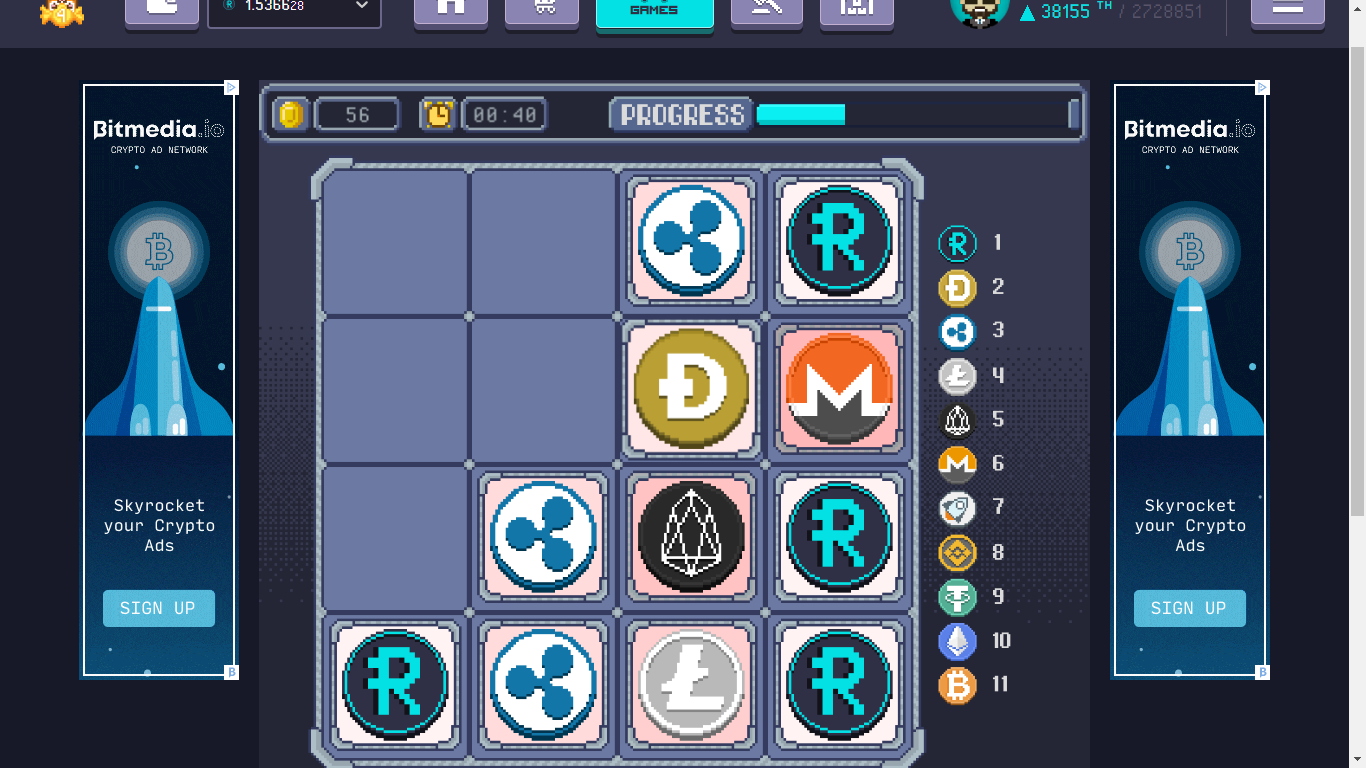 1.536628
GAMES
38155 TH / 2728851
Bitmedia.io
CRYPTO AD NETWORK
Skyrocket
your Crypto
Ads
SIGN UP
56
00:40
PROGRESS
1
2
3
4
5
6
7
8
9
10
11
Bitmedia.io
CRYPTO AD NETWORK
Skyrocket
your Crypto
Ads
SIGN UP